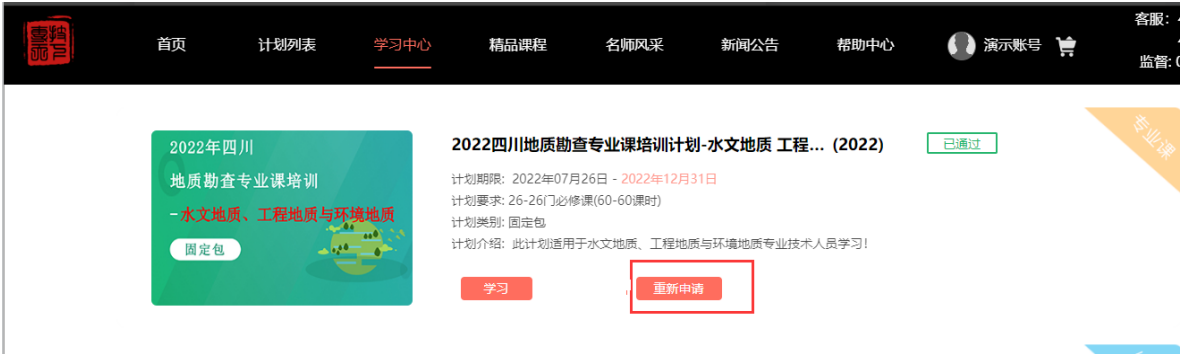 客服:
首页 计划列表 学习中心 精品课程 名师风采 新闻公告 帮助中心 演示账号
监督: 0
2022年四川
地质勘查专业课培训
-水文地质、工程地质与环境地质
固定包
2022四川地质勘查专业课培训计划-水文地质 工程... (2022)
已通过
专业课
计划期限: 2022年07月26日 - 2022年12月31日
计划要求: 26-26门必修课(60-60课时)
计划类别: 固定包
计划介绍: 此计划适用于水文地质、工程地质与环境地质专业技术人员学习!
学习
重新申请